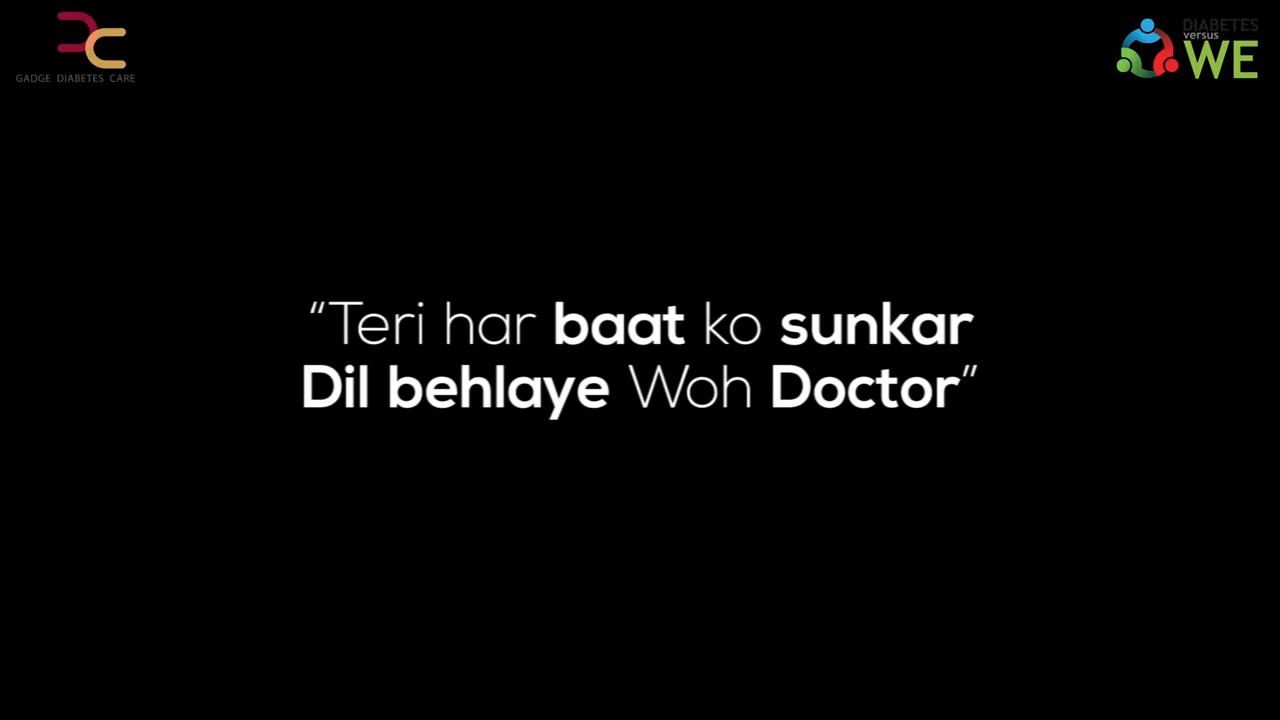 GADGE DIABETES CARE
DIABETES
versus
WE
“Teri har baat ko sunkar
Dil behlaye Woh Doctor”